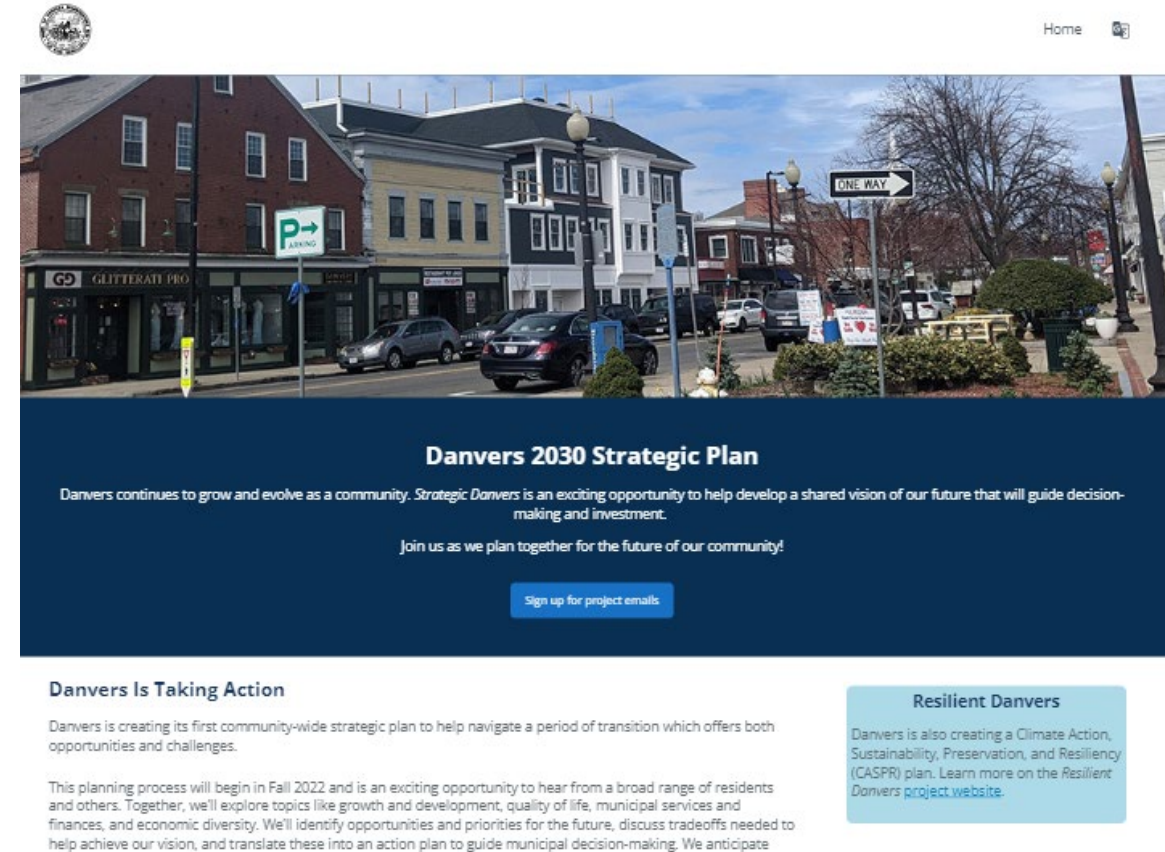 Home
GLITTERATI PRO
PARKING
ONE WAY
Danvers 2030 Strategic Plan
Danvers continues to grow and evolve as a community. Strategic Danvers is an exciting opportunity to help develop a shared vision of our future that will guide decision-
making and investment.
Join us as we plan together for the future of our community!
Sign up for project emails
Danvers Is Taking Action
Danvers is creating its first community-wide strategic plan to help navigate a period of transition which offers both
opportunities and challenges.
This planning process will begin in Fall 2022 and is an exciting opportunity to hear from a broad range of residents
and others. Together, we'll explore topics like growth and development, quality of life, municipal services and
finances, and economic diversity. We'll identify opportunities and priorities for the future, discuss tradeoffs needed to
help achieve our vision, and translate these into an action plan to guide municipal decision-making. We anticipate
Resilient Danvers
Danvers is also creating a Climate Action,
Sustainability, Preservation, and Resiliency
(CASPR) plan. Learn more on the Resilient
Danvers project website.